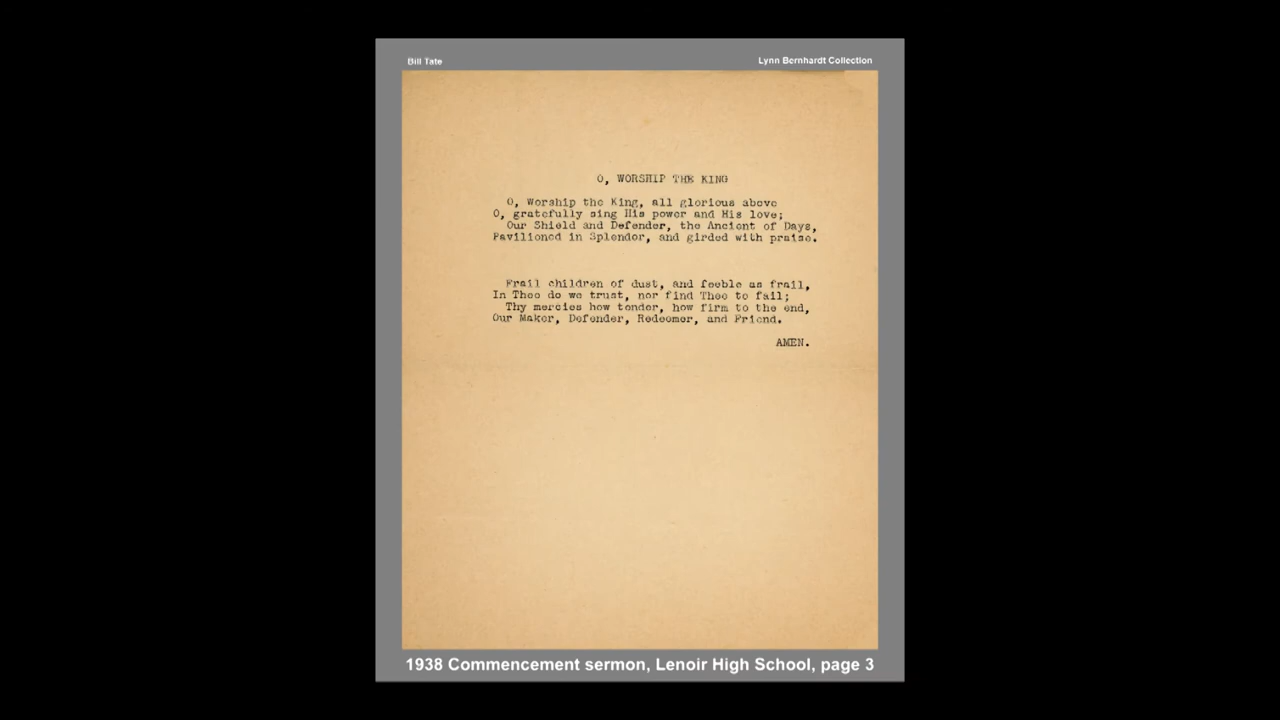 Bill Tate
Lynn Bernhardt Collection
O, WORSHIP THE KING
O, Worship the King, all glorious above
O, gratefully sing His power and His love;
Our Shield and Defender, the Ancient of Days,
Pavilioned in Splendor, and girded with praise.
Frail children of dust, and feeble as frail,
In Thee do we trust, nor find Thee to fail;
Thy mercies how tender, how firm to the end,
Our Maker, Defender, Redeemer, and Friend.
AMEN.
1938 Commencement sermon, Lenoir High School, page 3